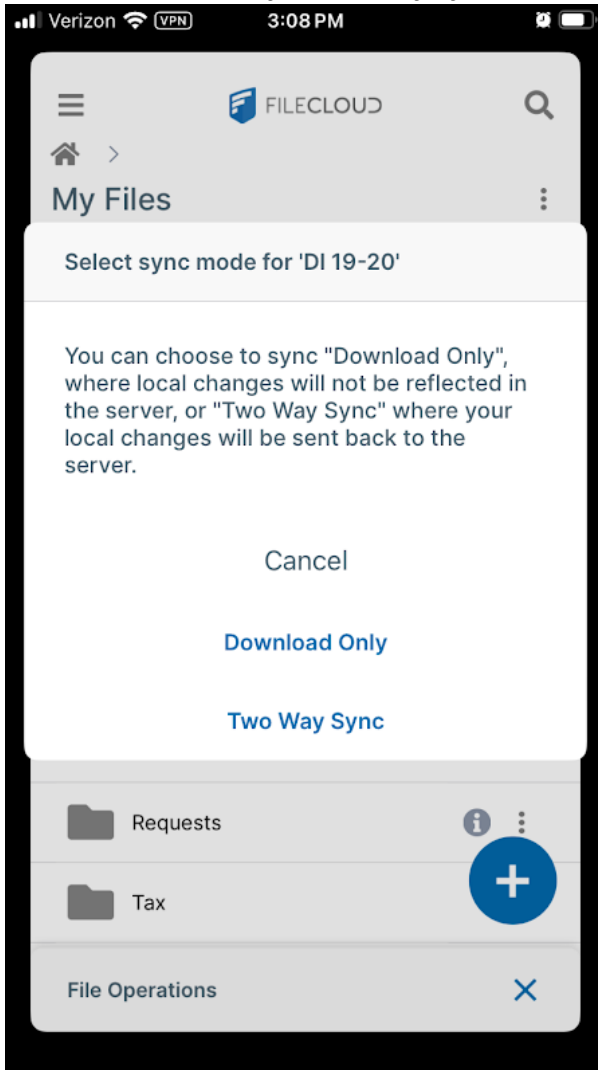 Verizon VPN 3:08 PM
FILECLOUD
My Files
Select sync mode for 'DI 19-20'
You can choose to sync "Download Only",
where local changes will not be reflected in
the server, or "Two Way Sync" where your
local changes will be sent back to the
server.
Cancel
Download Only
Two Way Sync
Requests
Tax
File Operations